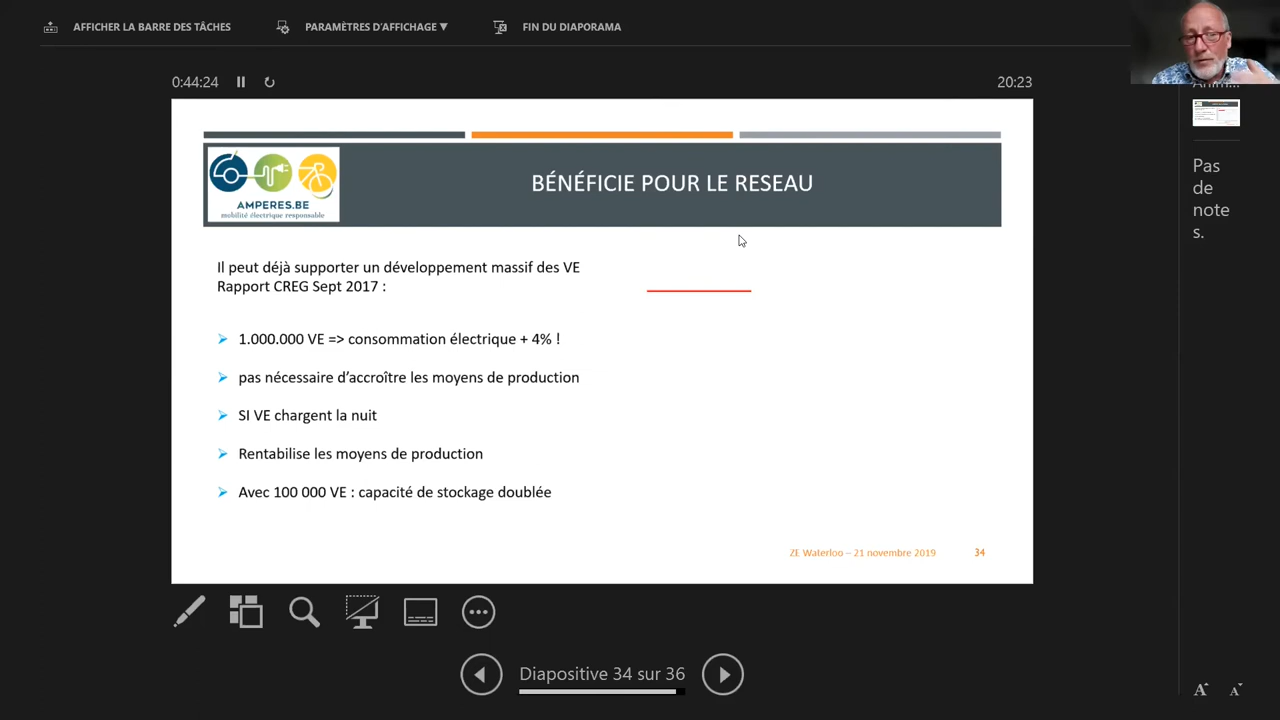 AFFICHER LA BARRE DES TÂCHES
PARAMÈTRES D'AFFICHAGE ▼
FIN DU DIAPORAMA
0:44:24
20:23
AMPERES.BE
mobilité électrique responsable
BÉNÉFICIE POUR LE RESEAU
Il peut déjà supporter un développement massif des VE
Rapport CREG Sept 2017 :
1.000.000 VE => consommation électrique + 4% !
pas nécessaire d'accroître les moyens de production
SI VE chargent la nuit
Rentabilise les moyens de production
Avec 100 000 VE : capacité de stockage doublée
ZE Waterloo – 21 novembre 2019
34
Pas
de
note
s.
Diapositive 34 sur 36
A
A